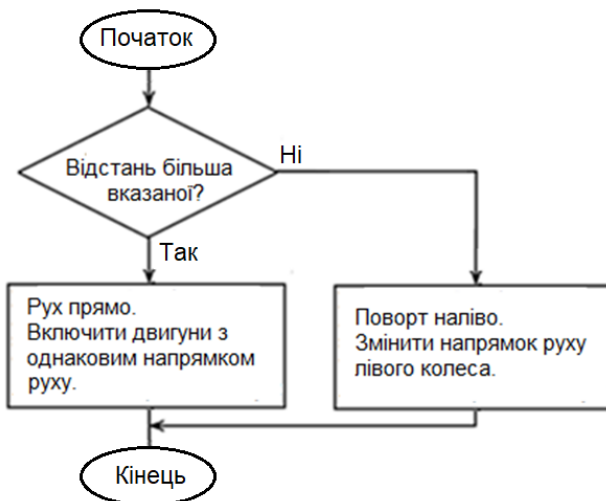 Початок
Відстань більша
вказаної?
Ні
Так
Рух прямо.
Включити двигуни з
однаковим напрямком
руху.
Поворт наліво.
Змінити напрямок руху
лівого колеса.
Кінець